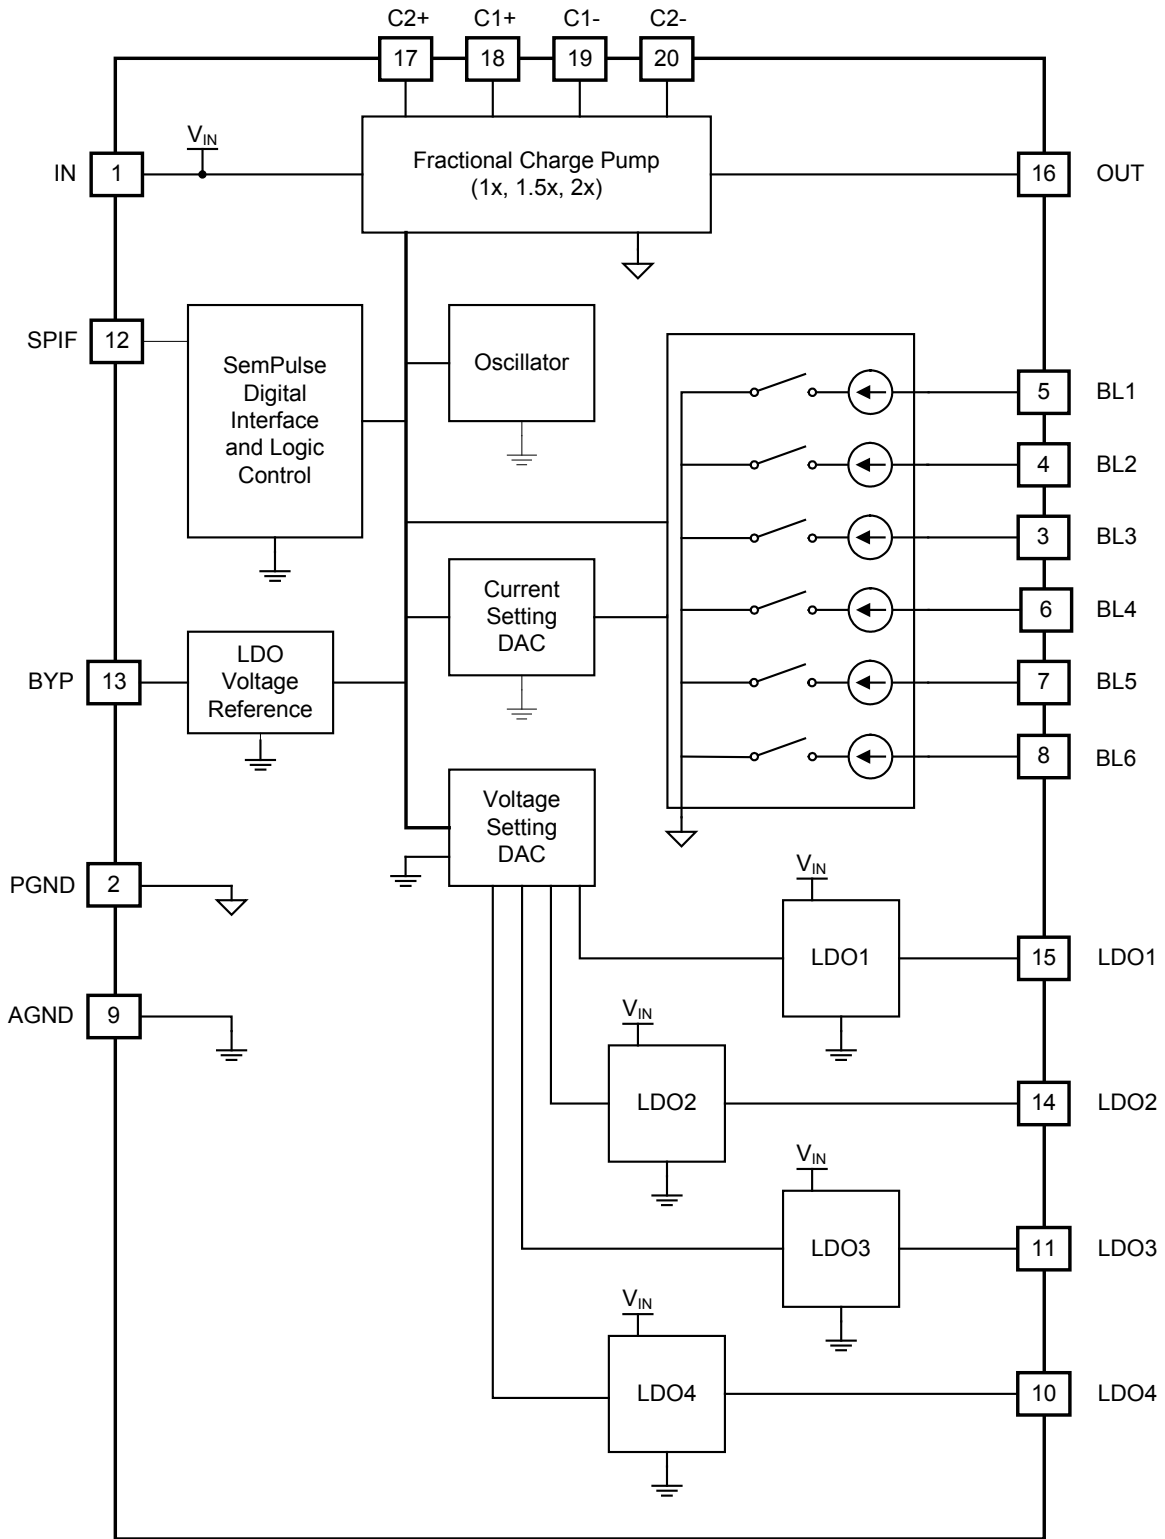 C2+ C1+ C1- C2-
17 18 19 20
VIN
IN 1
Fractional Charge Pump
(1x, 1.5x, 2x)
16 OUT
SPIF 12
SemPulse
Digital
Interface
and Logic
Control
Oscillator
5 BL1
4 BL2
3 BL3
6 BL4
7 BL5
8 BL6
Current
Setting
DAC
BYP 13
LDO
Voltage
Reference
Voltage
Setting
DAC
PGND 2
AGND 9
VIN
LDO1
15 LDO1
VIN
LDO2
14 LDO2
VIN
LDO3
11 LDO3
VIN
LDO4
10 LDO4